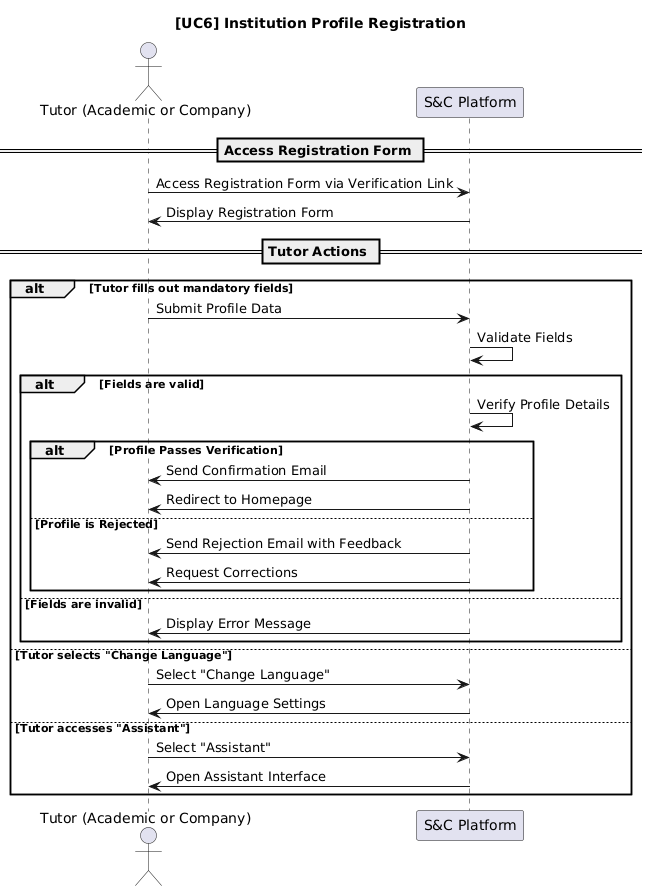 [UC6] Institution Profile Registration
Tutor (Academic or Company)
S&C Platform
Access Registration Form
Access Registration Form via Verification Link
Display Registration Form
Tutor Actions
alt [Tutor fills out mandatory fields]
Submit Profile Data
Validate Fields
alt [Fields are valid]
Verify Profile Details
alt [Profile Passes Verification]
Send Confirmation Email
Redirect to Homepage
[Profile is Rejected]
Send Rejection Email with Feedback
Request Corrections
[Fields are invalid]
Display Error Message
[Tutor selects "Change Language"]
Select "Change Language"
Open Language Settings
[Tutor accesses "Assistant"]
Select "Assistant"
Open Assistant Interface
Tutor (Academic or Company)
S&C Platform